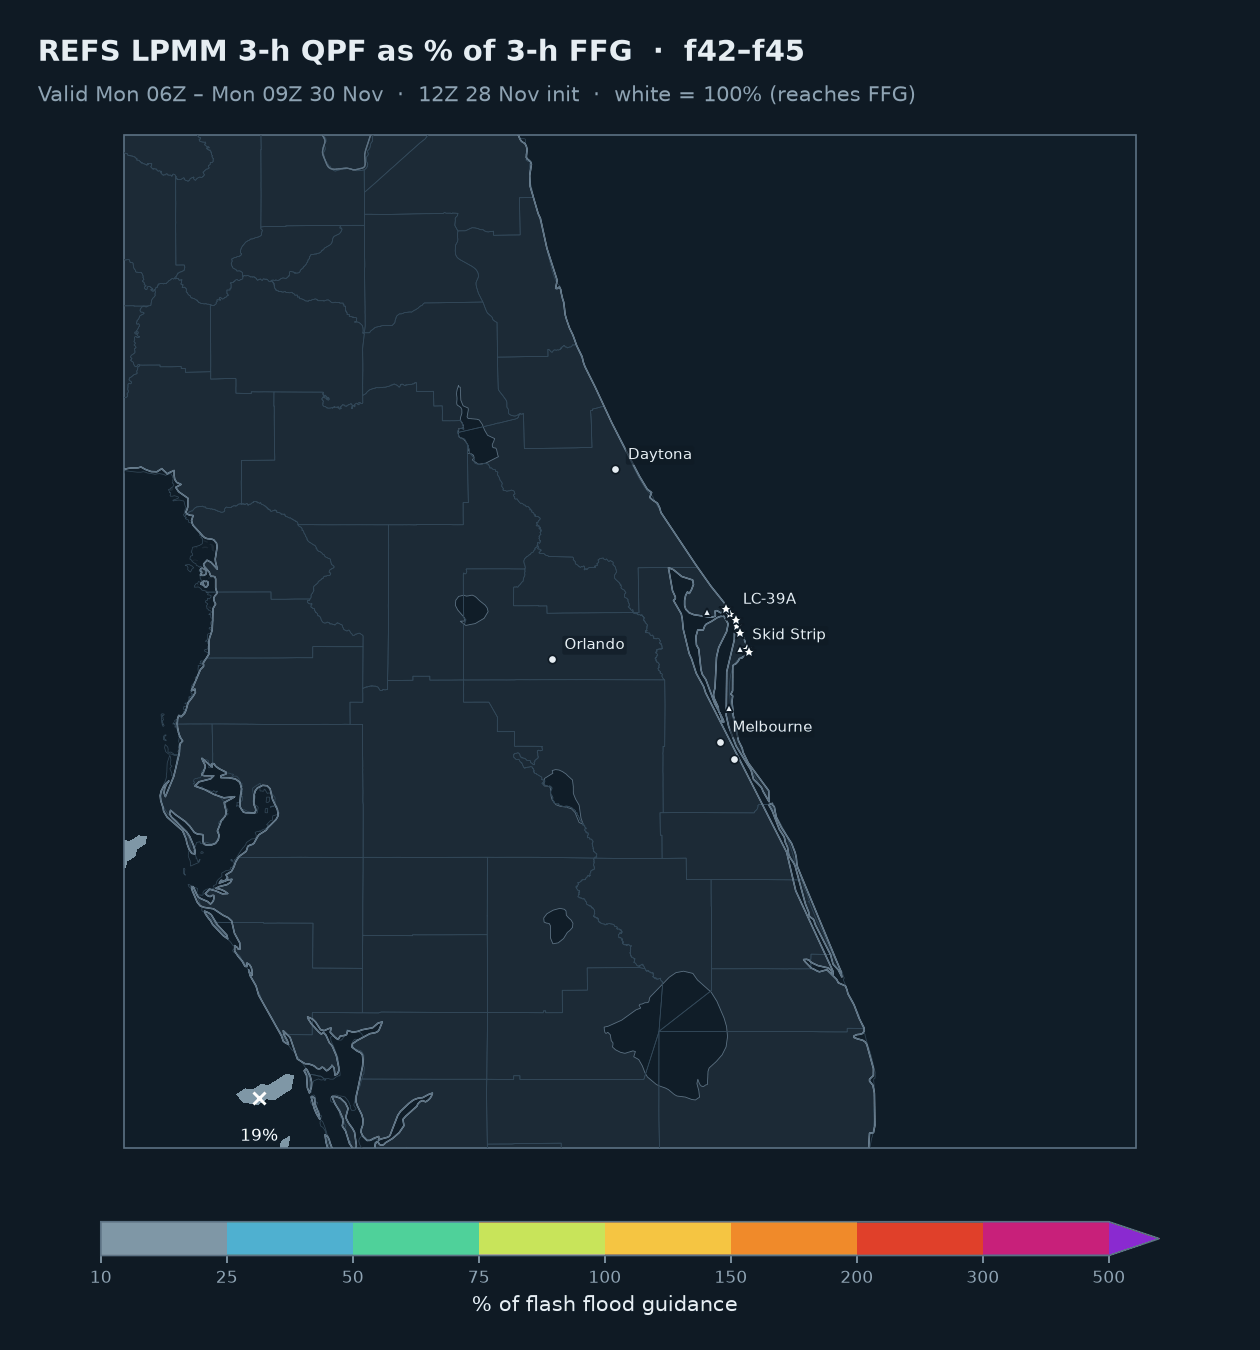 REFS LPMM 3-h QPF as % of 3-h FFG · f42–f45
Valid Mon 06Z – Mon 09Z 30 Nov · 12Z 28 Nov init · white = 100% (reaches FFG)
Daytona
LC-39A
Skid Strip
Orlando
Melbourne
19%
10 25 50 75 100 150 200 300 500
% of flash flood guidance